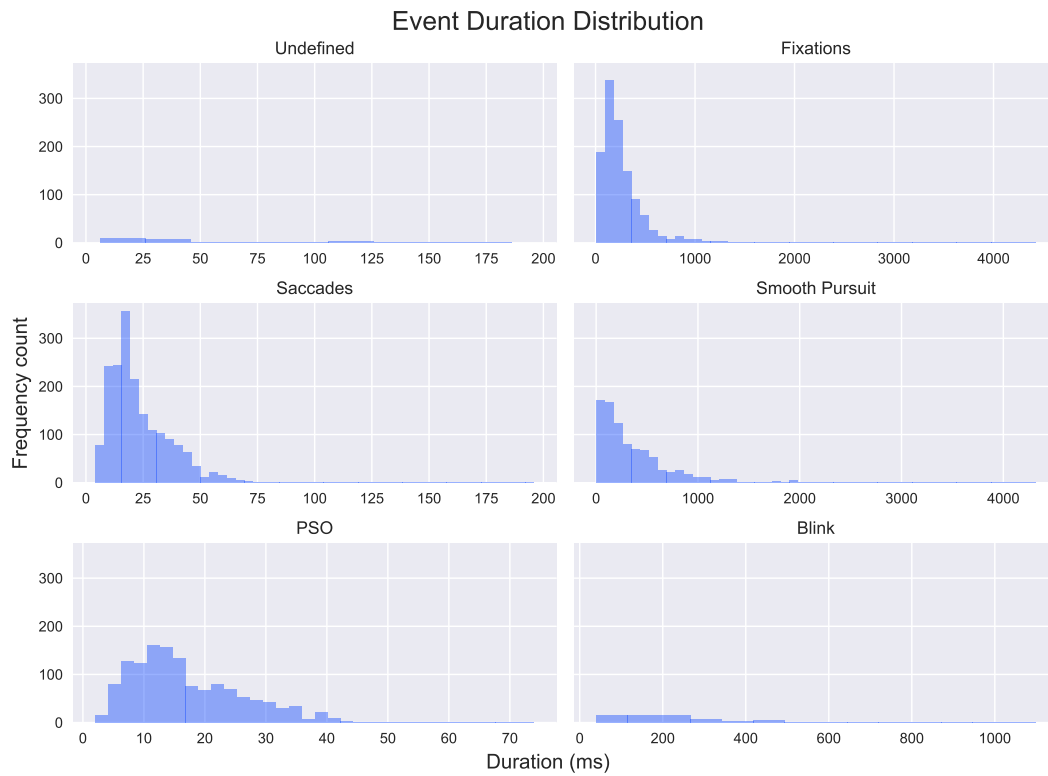 Event Duration Distribution
Undefined
Fixations
300
200
100
0
0 25 50 75 100 125 150 175 200
0 1000 2000 3000 4000
Saccades
Smooth Pursuit
Frequency count
300
200
100
0
0 25 50 75 100 125 150 175 200
0 1000 2000 3000 4000
PSO
Blink
300
200
100
0
0 10 20 30 40 50 60 70
0 200 400 600 800 1000
Duration (ms)